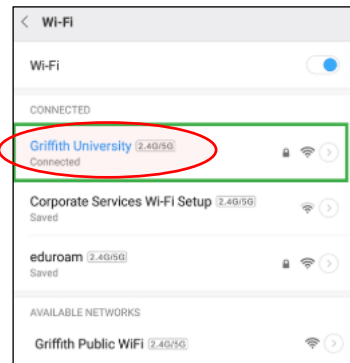 Wi-Fi
Wi-Fi
CONNECTED
Griffith University 2.4G/5G
Connected
Corporate Services Wi-Fi Setup 2.4G/5G
Saved
eduroam 2.4G/5G
Saved
AVAILABLE NETWORKS
Griffith Public WiFi 2.4G/5G